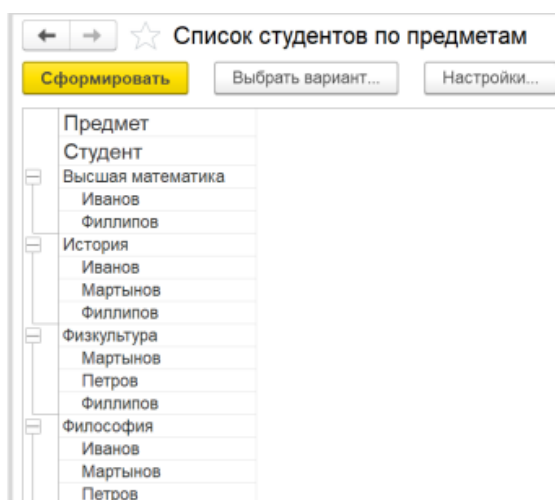 Список студентов по предметам
Сформировать Выбрать вариант... Настройки...
Предмет
Студент
Высшая математика
Иванов
Филлипов
История
Иванов
Мартынов
Филлипов
Физкультура
Мартынов
Петров
Филлипов
Философия
Иванов
Мартынов
Петров